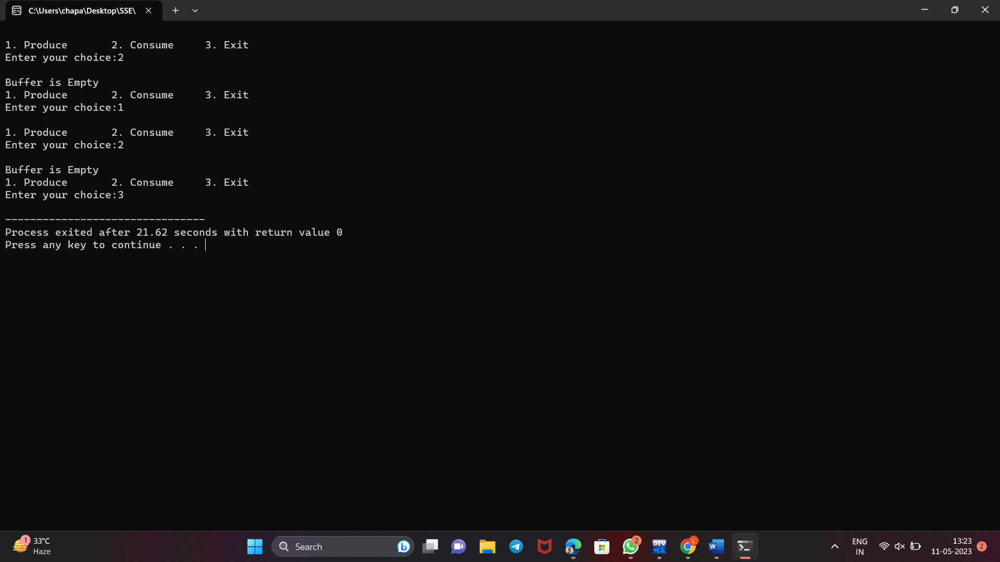 C:\Users\chapa\Desktop\SSE\
1. Produce 2. Consume 3. Exit
Enter your choice:2
Buffer is Empty
1. Produce 2. Consume 3. Exit
Enter your choice:1
1. Produce 2. Consume 3. Exit
Enter your choice:2
Buffer is Empty
1. Produce 2. Consume 3. Exit
Enter your choice:3
--------------------------------
Process exited after 21.62 seconds with return value 0
Press any key to continue . . .
1
33°C
Haze
Search
2
DEV
C++
L
W
ENG
IN
13:23
11-05-2023
2